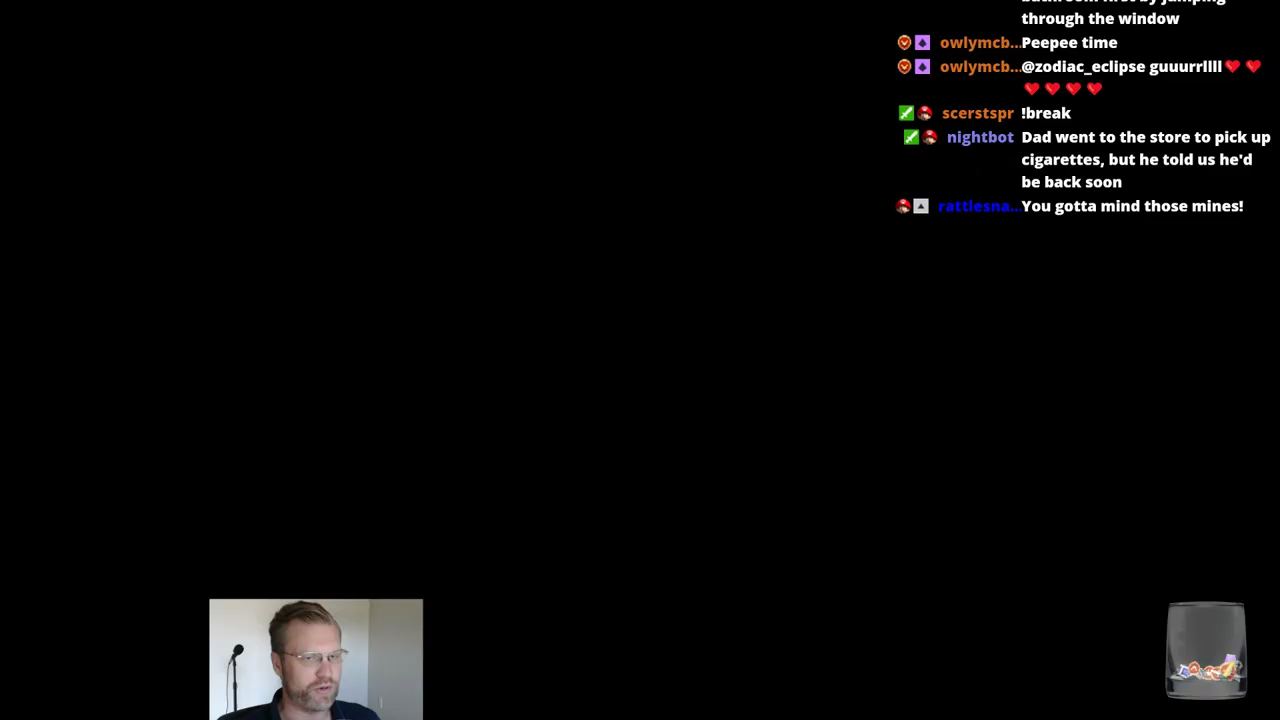 through the window
owlymcb... Peepee time
owlymcb... @zodiac_eclipse guuurrllll
scerstspr !break
nightbot Dad went to the store to pick up
cigarettes, but he told us he'd
be back soon
rattlesna... You gotta mind those mines!